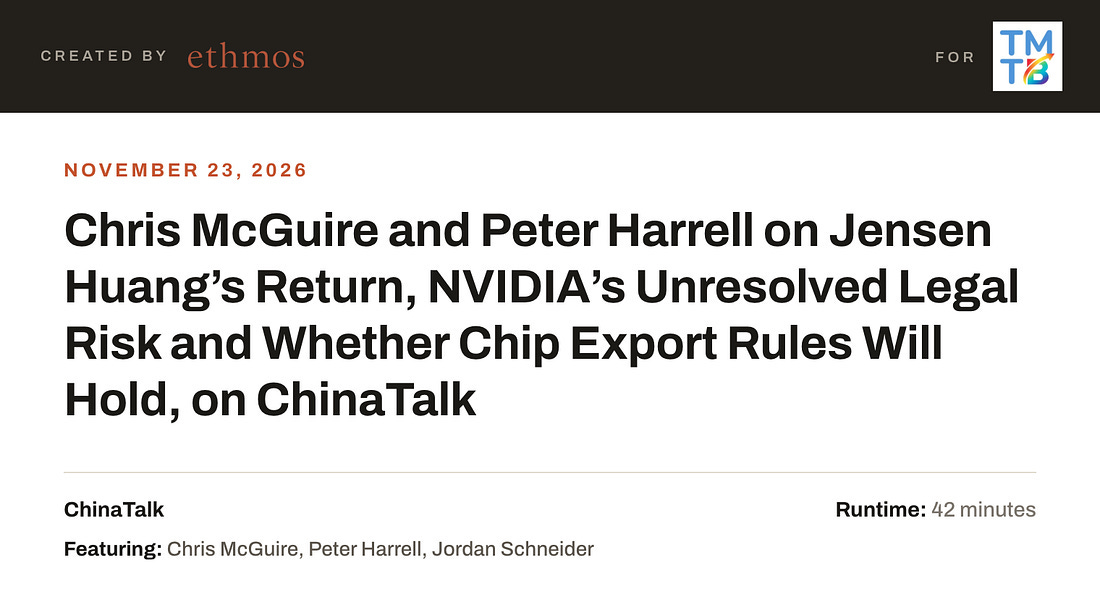 CREATED BY ethmos
FOR
TM
TB
NOVEMBER 23, 2026
Chris McGuire and Peter Harrell on Jensen
Huang’s Return, NVIDIA’s Unresolved Legal
Risk and Whether Chip Export Rules Will
Hold, on ChinaTalk
ChinaTalk
Runtime: 42 minutes
Featuring: Chris McGuire, Peter Harrell, Jordan Schneider